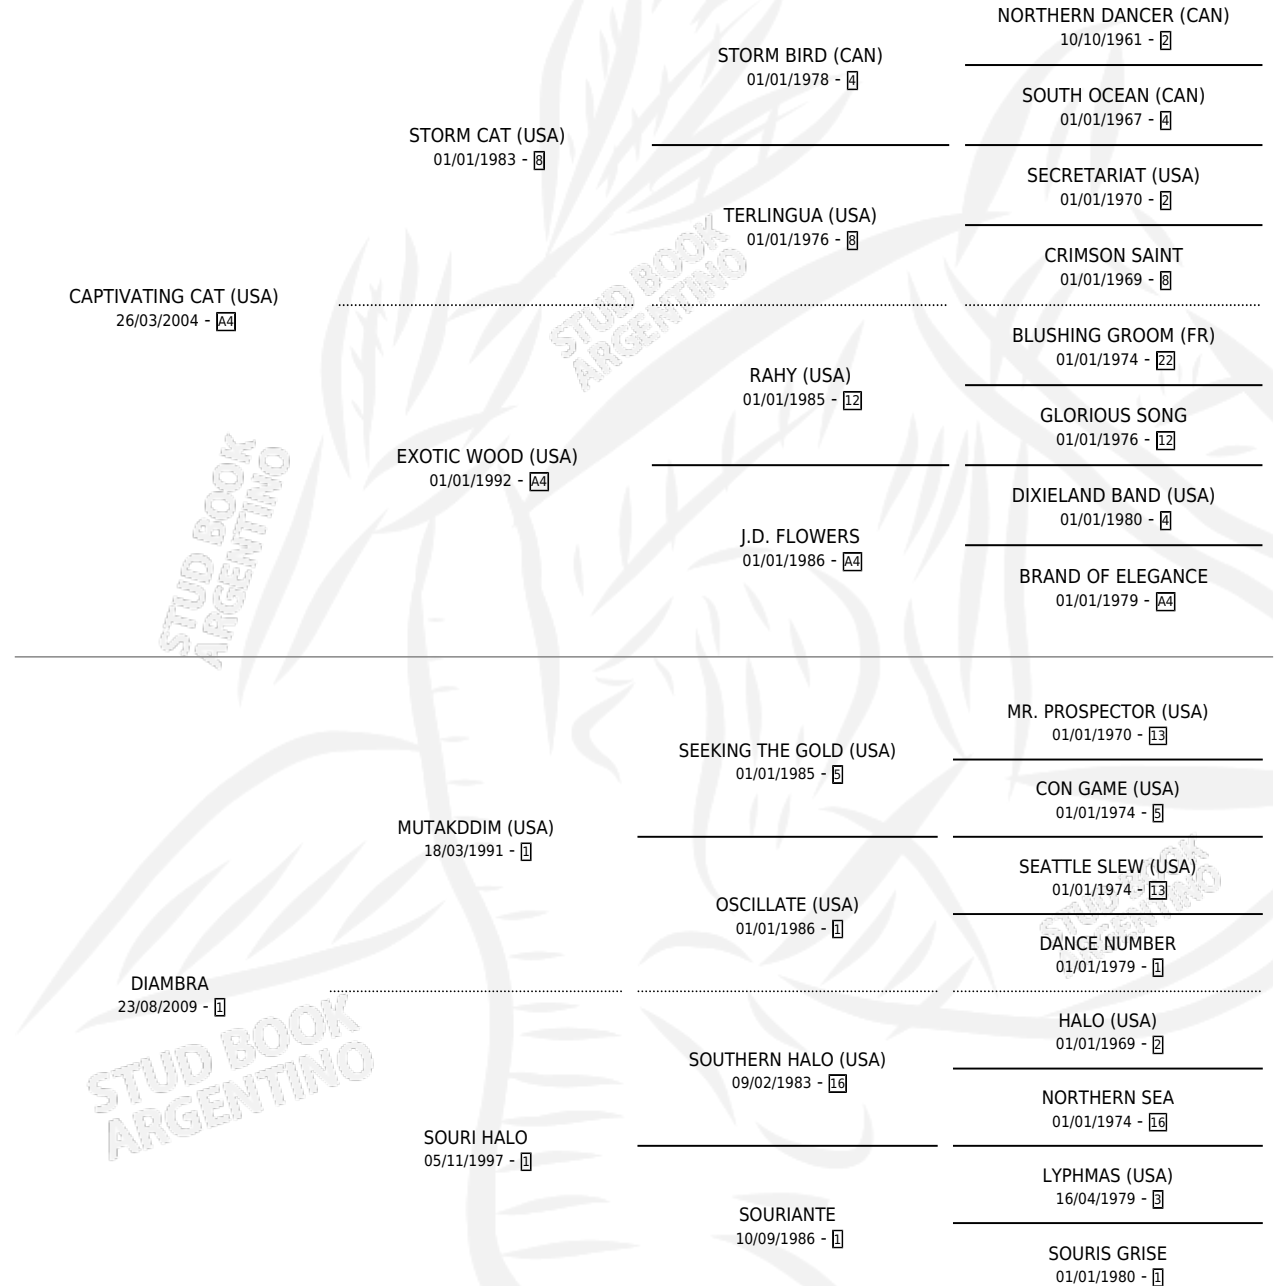 NORTHERN DANCER (CAN)
10/10/1961 - 2
STORM BIRD (CAN)
01/01/1978 - 4
SOUTH OCEAN (CAN)
01/01/1967 - 4
STORM CAT (USA)
01/01/1983 - 8
SECRETARIAT (USA)
01/01/1970 - 2
TERLINGUA (USA)
01/01/1976 - 8
CRIMSON SAINT
01/01/1969 - 8
CAPTIVATING CAT (USA)
26/03/2004 - A4
STUD BOOK
ARGENTINO
BLUSHING GROOM (FR)
01/01/1974 - 22
RAHY (USA)
01/01/1985 - 12
GLORIOUS SONG
01/01/1976 - 12
EXOTIC WOOD (USA)
01/01/1992 - A4
DIXIELAND BAND (USA)
01/01/1980 - 4
J.D. FLOWERS
01/01/1986 - A4
BRAND OF ELEGANCE
01/01/1979 - A4
STUD BOOK
ARGENTINO
MR. PROSPECTOR (USA)
01/01/1970 - 13
SEEKING THE GOLD (USA)
01/01/1985 - 5
CON GAME (USA)
01/01/1974 - 5
MUTAKDDIM (USA)
18/03/1991 - 1
SEATTLE SLEW (USA)
01/01/1974 - 13
STUD BOOK
ARGENTINO
OSCILLATE (USA)
01/01/1986 - 1
DANCE NUMBER
01/01/1979 - 1
DIAMBRA
23/08/2009 - 1
STUD BOOK
ARGENTINO
HALO (USA)
01/01/1969 - 2
SOUTHERN HALO (USA)
09/02/1983 - 16
NORTHERN SEA
01/01/1974 - 16
SOURI HALO
05/11/1997 - 1
LYPHMAS (USA)
16/04/1979 - 3
SOURIANTE
10/09/1986 - 1
SOURIS GRISE
01/01/1980 - 1